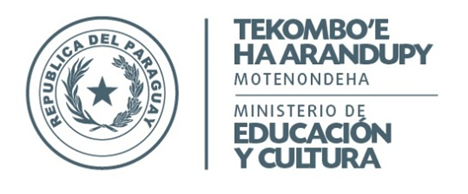 REPUBLICA DEL PARAGUAY
TEKOMBO'E
HA ARANDUPY
MOTENONDEHA
MINISTERIO DE
EDUCACIÓN
Y CULTURA